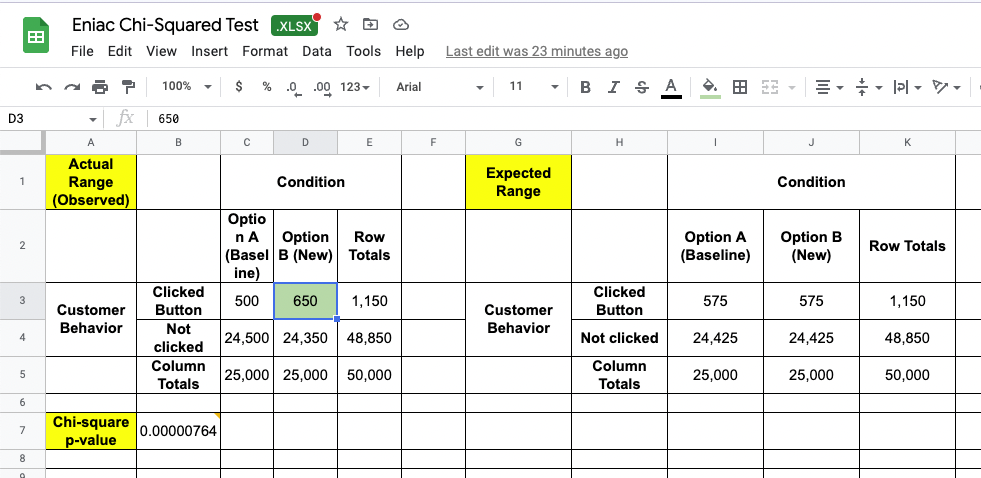 Eniac Chi-Squared Test .XLSX
File Edit View Insert Format Data Tools Help Last edit was 23 minutes ago
100% $ % .0 .00 123 Arial 11 B I S A
D3 fx 650
A B C D E F G H I J K
1 Actual Range (Observed) Condition Expected Range Condition
2 Option A (Baseline) Option B (New) Row Totals Option A (Baseline) Option B (New) Row Totals
Customer Behavior Customer Behavior
3 Clicked Button 500 650 1,150 Clicked Button 575 575 1,150
4 Not clicked 24,500 24,350 48,850 Not clicked 24,425 24,425 48,850
5 Column Totals 25,000 25,000 50,000 Column Totals 25,000 25,000 50,000
6
7 Chi-square p-value 0.00000764
8
9